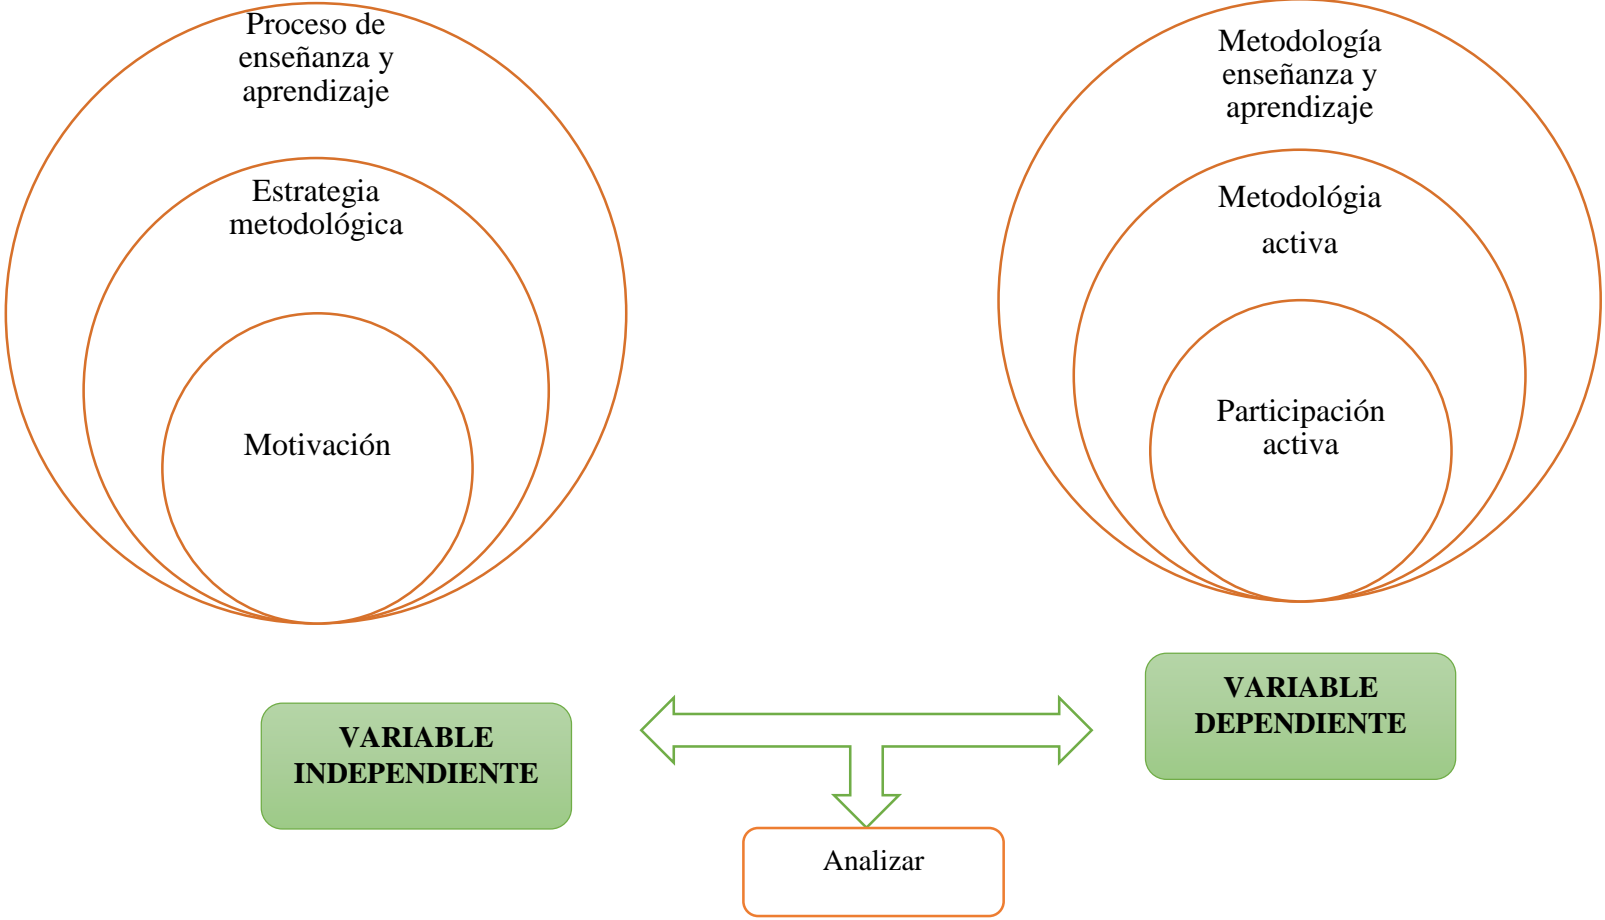 Proceso de
enseñanza y
aprendizaje
Estrategia
metodológica
Motivación
Metodología
enseñanza y
aprendizaje
Metodológia
activa
Participación
activa
VARIABLE
INDEPENDIENTE
VARIABLE
DEPENDIENTE
Analizar